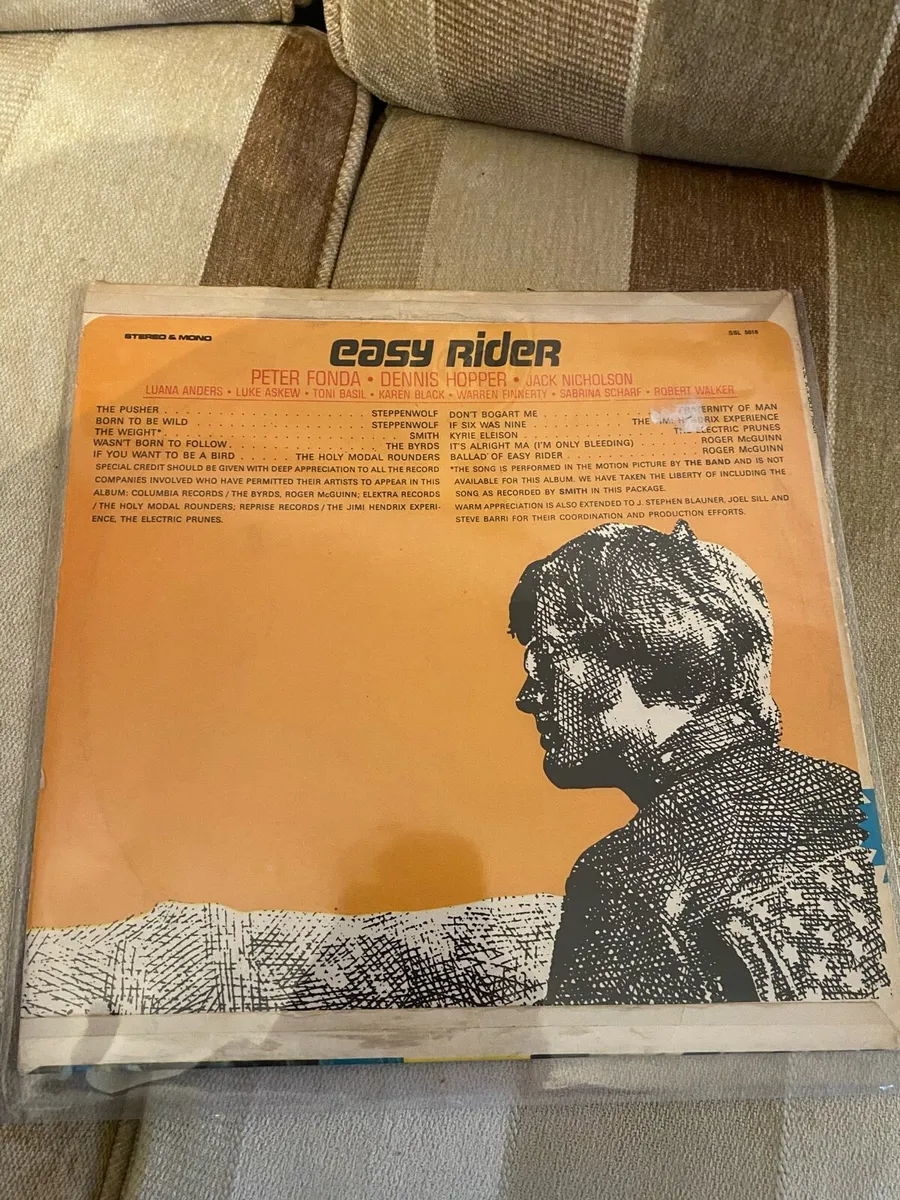 STEREO & MONO
SSL 5018
easy Rider
PETER FONDA • DENNIS HOPPER • JACK NICHOLSON
LUANA ANDERS • LUKE ASKEW • TONI BASIL • KAREN BLACK • WARREN FINNERTY • SABRINA SCHARF • ROBERT WALKER
THE PUSHER . . . . . . . . . . . . . . . . . . . . STEPPENWOLF
BORN TO BE WILD . . . . . . . . . . . . . . . . . STEPPENWOLF
THE WEIGHT* . . . . . . . . . . . . . . . . . . . . . . . . SMITH
WASN'T BORN TO FOLLOW . . . . . . . . . . . . . . THE BYRDS
IF YOU WANT TO BE A BIRD . . . . . . THE HOLY MODAL ROUNDERS
SPECIAL CREDIT SHOULD BE GIVEN WITH DEEP APPRECIATION TO ALL THE RECORD
COMPANIES INVOLVED WHO HAVE PERMITTED THEIR ARTISTS TO APPEAR IN THIS
ALBUM: COLUMBIA RECORDS / THE BYRDS, ROGER McGUINN; ELEKTRA RECORDS
/ THE HOLY MODAL ROUNDERS; REPRISE RECORDS / THE JIMI HENDRIX EXPERI-
ENCE, THE ELECTRIC PRUNES.
DON'T BOGART ME . . . . . . . . . . . . FRATERNITY OF MAN
IF SIX WAS NINE . . . . . . . . . THE JIMI HENDRIX EXPERIENCE
KYRIE ELEISON . . . . . . . . . . . . . . THE ELECTRIC PRUNES
IT'S ALRIGHT MA (I'M ONLY BLEEDING) . . . . . . ROGER McGUINN
BALLAD OF EASY RIDER . . . . . . . . . . . . . ROGER McGUINN
*THE SONG IS PERFORMED IN THE MOTION PICTURE BY THE BAND AND IS NOT
AVAILABLE FOR THIS ALBUM. WE HAVE TAKEN THE LIBERTY OF INCLUDING THE
SONG AS RECORDED BY SMITH IN THIS PACKAGE.
WARM APPRECIATION IS ALSO EXTENDED TO J. STEPHEN BLAUNER, JOEL SILL AND
STEVE BARRI FOR THEIR COORDINATION AND PRODUCTION EFFORTS.